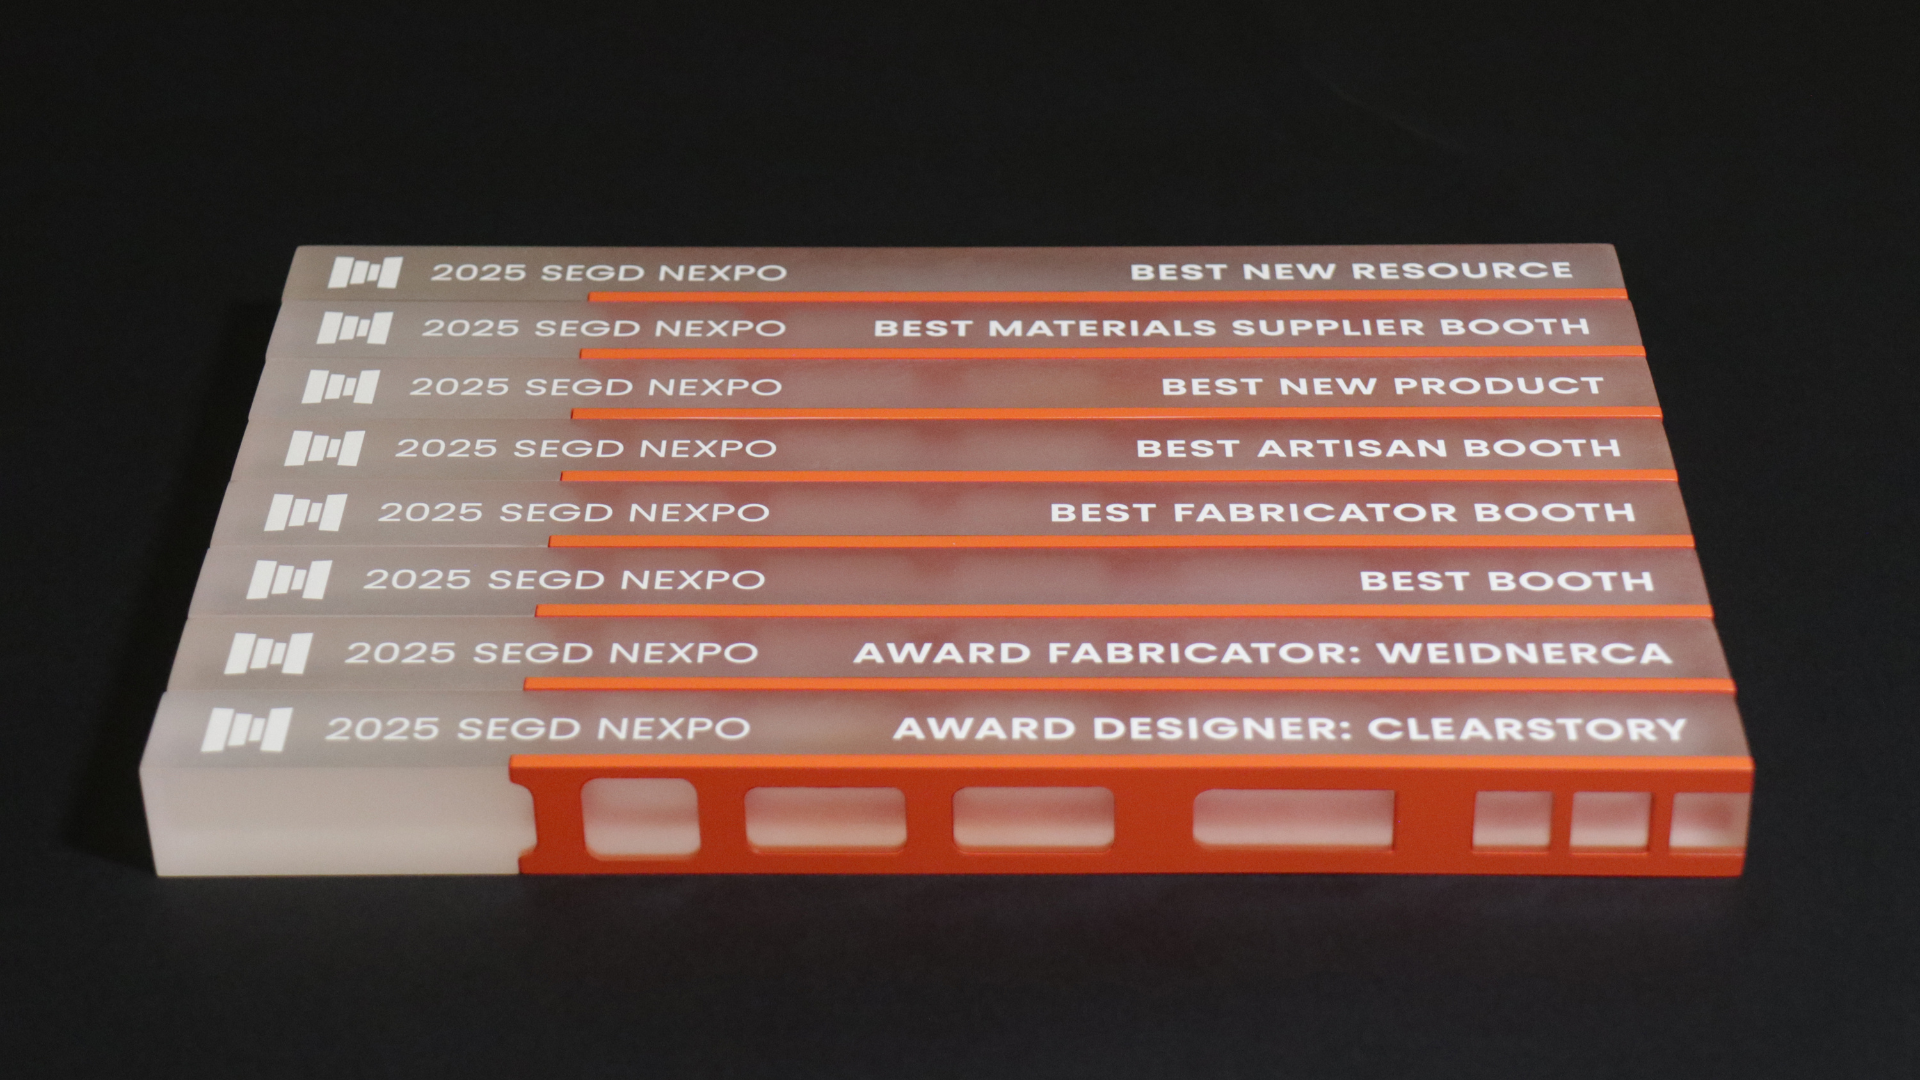 2025 SEGD NEXPO BEST NEW RESOURCE
2025 SEGD NEXPO BEST MATERIALS SUPPLIER BOOTH
2025 SEGD NEXPO BEST NEW PRODUCT
2025 SEGD NEXPO BEST ARTISAN BOOTH
2025 SEGD NEXPO BEST FABRICATOR BOOTH
2025 SEGD NEXPO BEST BOOTH
2025 SEGD NEXPO AWARD FABRICATOR: WEIDNERCA
2025 SEGD NEXPO AWARD DESIGNER: CLEARSTORY